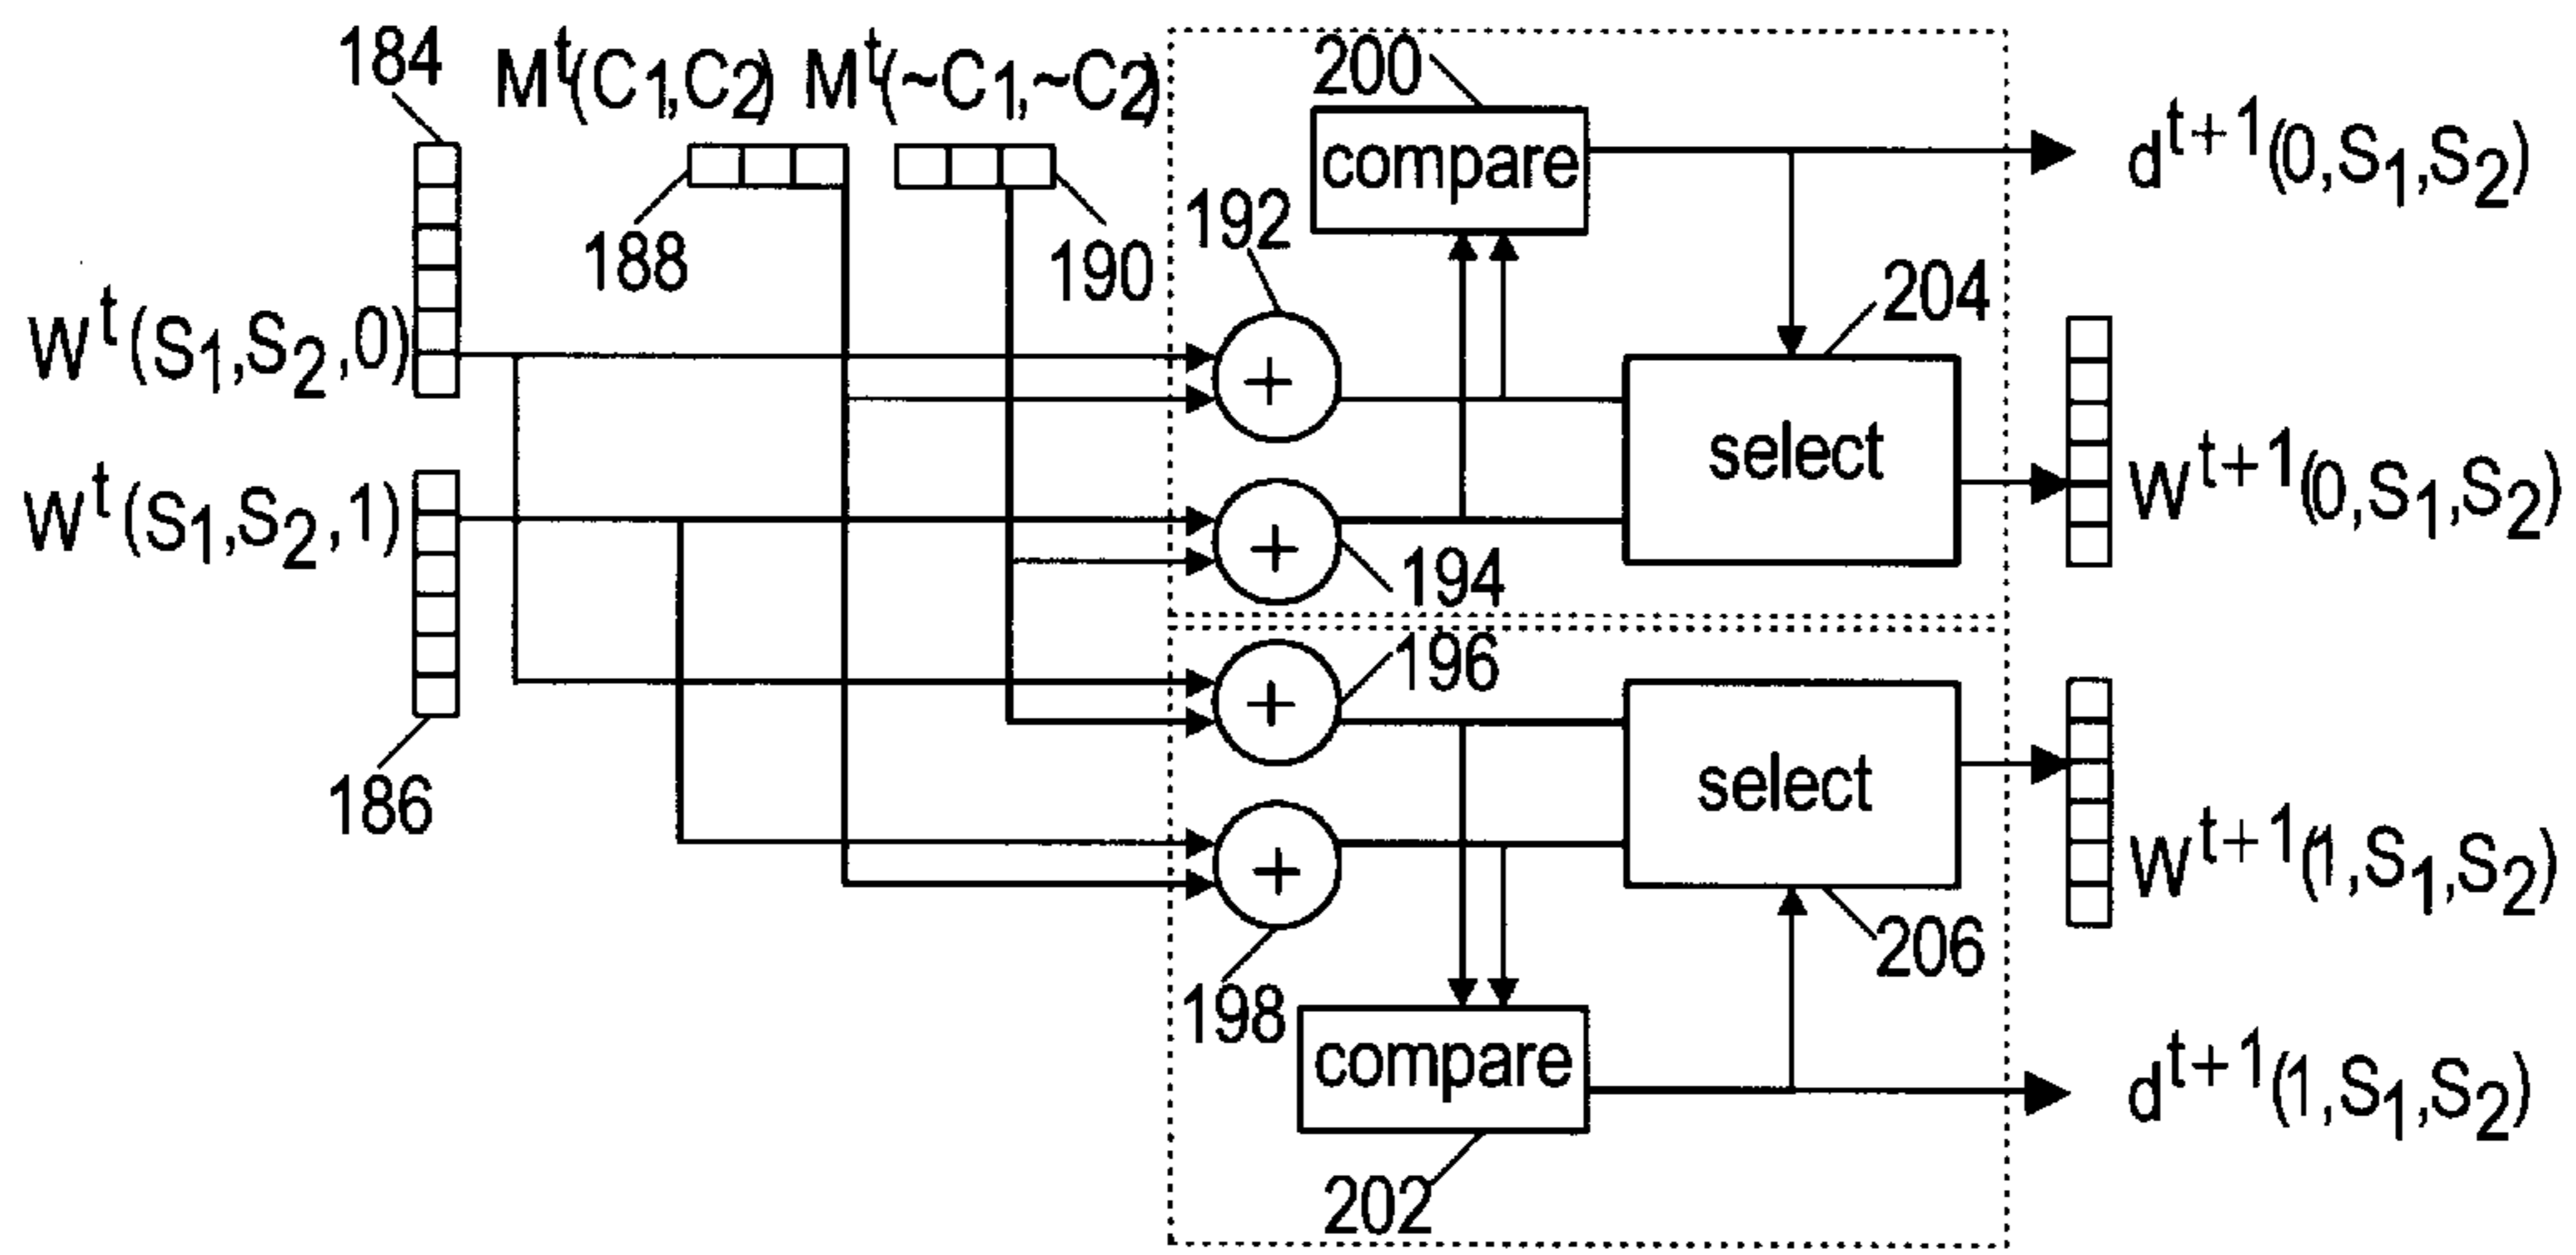 184
M^t(C1,C2)
M^t(~C1,~C2)
200
compare
d^t+1(0,S1,S2)
188
190
192
204
W^t(S1,S2,0)
+
select
W^t+1(0,S1,S2)
W^t(S1,S2,1)
+
194
196
+
186
select
W^t+1(1,S1,S2)
+
206
198
compare
d^t+1(1,S1,S2)
202